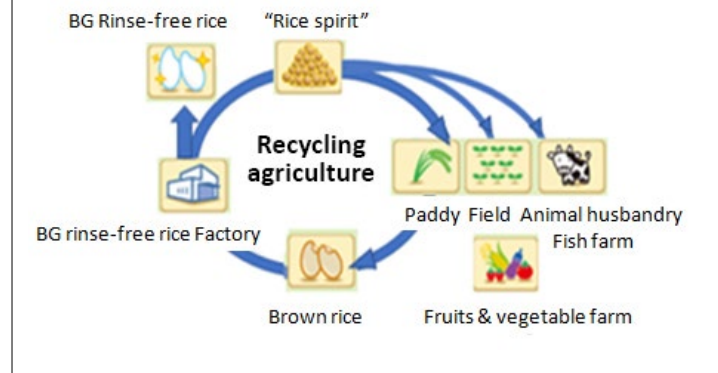 BG Rinse-free rice
“Rice spirit”
Recycling
agriculture
Paddy
Field
Animal husbandry
Fish farm
BG rinse-free rice Factory
Brown rice
Fruits & vegetable farm